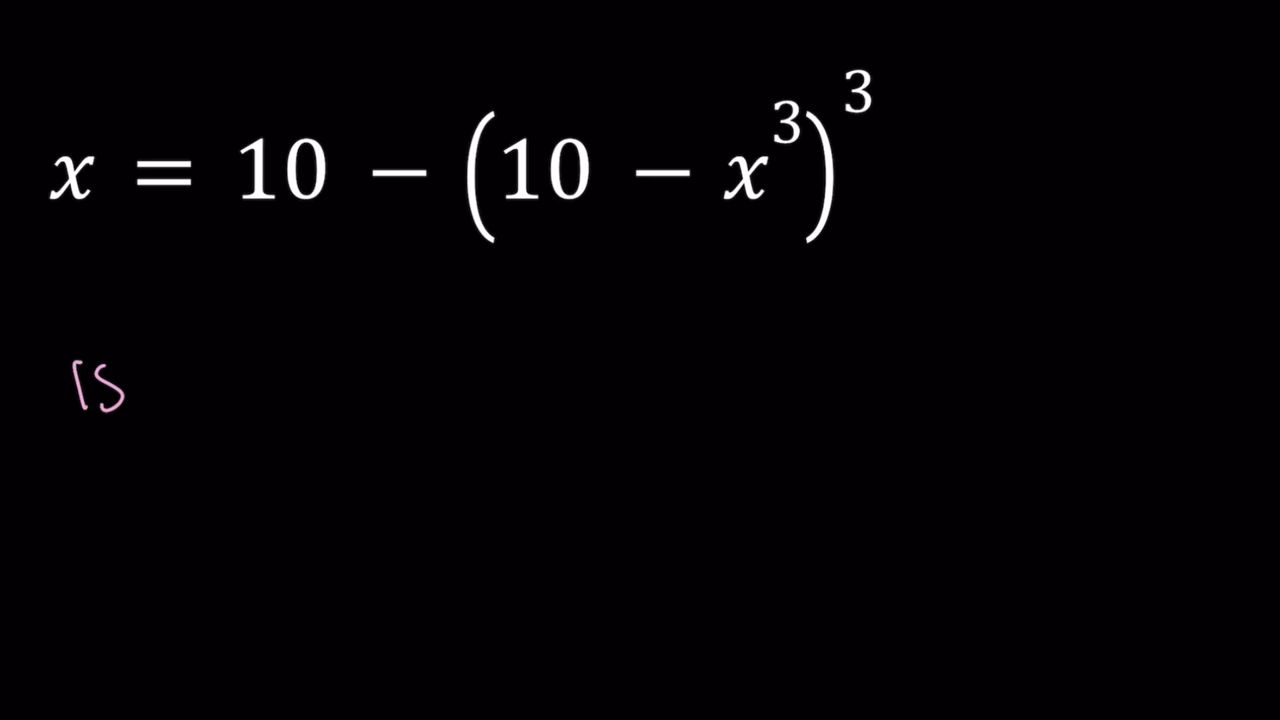 x = 10 − (10 − x³)³
IS